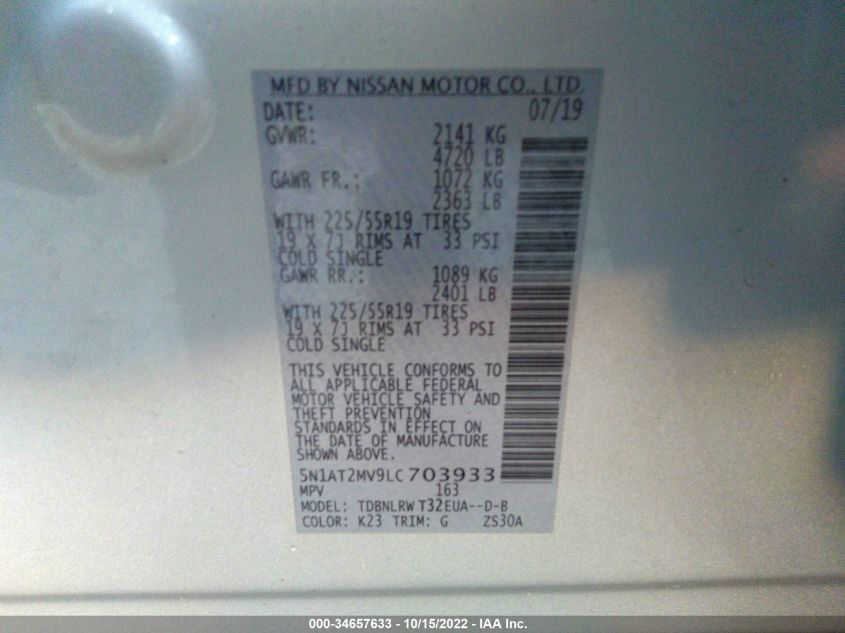 MFD BY NISSAN MOTOR CO., LTD.
DATE: 07/19
GVWR: 2141 KG
4720 LB
GAWR FR.: 1072 KG
2363 LB
WITH 225/55R19 TIRES
19 X 7J RIMS AT 33 PSI
COLD SINGLE
GAWR RR.: 1089 KG
2401 LB
WITH 225/55R19 TIRES
19 X 7J RIMS AT 33 PSI
COLD SINGLE
THIS VEHICLE CONFORMS TO
ALL APPLICABLE FEDERAL
MOTOR VEHICLE SAFETY AND
THEFT PREVENTION
STANDARDS IN EFFECT ON
THE DATE OF MANUFACTURE
SHOWN ABOVE.
5N1AT2MV9LC703933
MPV 163
MODEL: TDBNLRW T32EUA--D-B
COLOR: K23 TRIM: G ZS30A
000-34657633 - 10/15/2022 - IAA Inc.